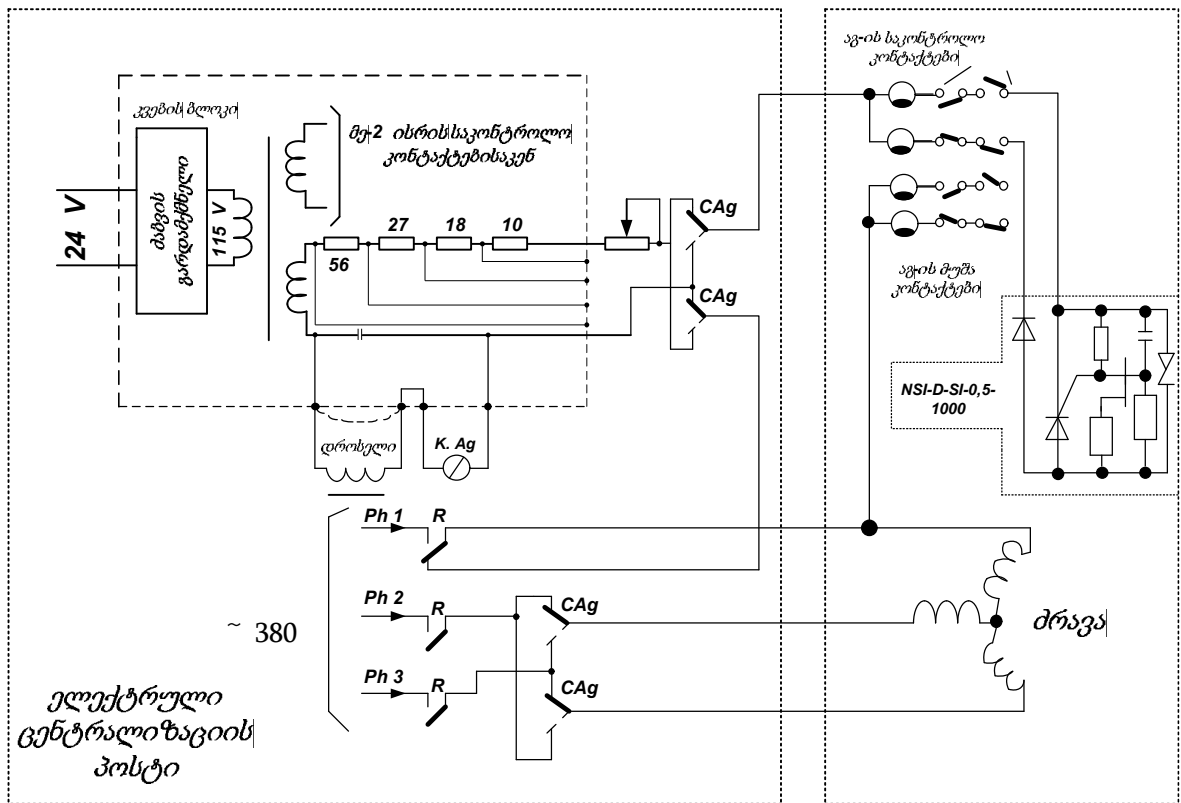 აგ-ის საკონტროლო
კონტაქტები
კვების ბლოკი
მე-2 ისრის საკონტროლო
კონტაქტებისაკენ
24 V
ძაბვის
გარდამქმნელი
115 V
56
27
18
10
CAg
CAg
აგ-ის მუშა
კონტაქტები
NSI-D-SI-0,5-
1000
დროსელი
K. Ag
Ph 1
R
Ph 2
R
CAg
~ 380
ძრავა
Ph 3
R
CAg
ელექტრული
ცენტრალიზაციის
პოსტი